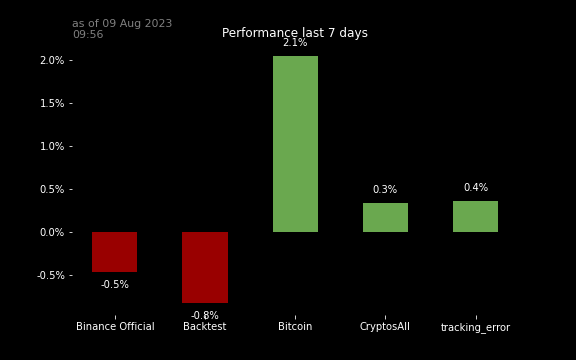 as of 09 Aug 2023
09:56
Performance last 7 days
2.1%
2.0%
1.5%
1.0%
0.5%
0.3%
0.4%
0.0%
-0.5%
-0.5%
-0.8%
Binance Official
Backtest
Bitcoin
CryptosAll
tracking_error